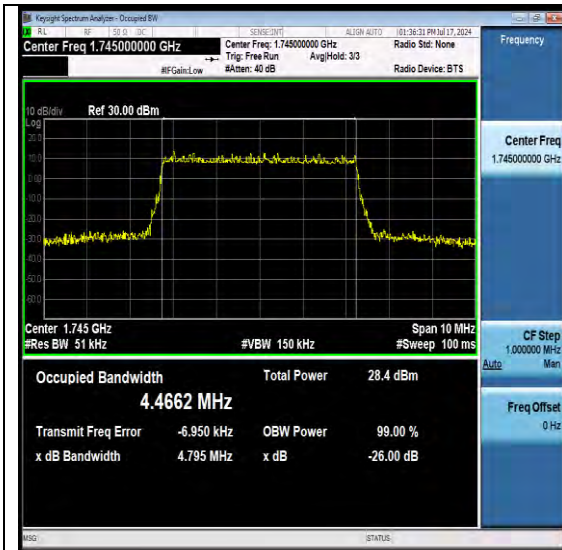 Keysight Spectrum Analyzer - Occupied BW
RL RF 50 Ω DC SENSE:INT ALIGN AUTO 01:36:31 PM Jul 17, 2024
Center Freq 1.745000000 GHz
Center Freq: 1.745000000 GHz
Radio Std: None
Trig: Free Run Avg|Hold: 3/3
#IFGain:Low #Atten: 40 dB Radio Device: BTS
Frequency
10 dB/div Ref 30.00 dBm
Log
20.0
10.0
0.00
-10.0
-20.0
-30.0
-40.0
-50.0
-60.0
Center Freq
1.745000000 GHz
Center 1.745 GHz Span 10 MHz
#Res BW 51 kHz #VBW 150 kHz #Sweep 100 ms
CF Step
1.000000 MHz
Auto Man
Occupied Bandwidth Total Power 28.4 dBm
4.4662 MHz
Transmit Freq Error -6.950 kHz OBW Power 99.00 %
x dB Bandwidth 4.795 MHz x dB -26.00 dB
Freq Offset
0 Hz
MSG STATUS